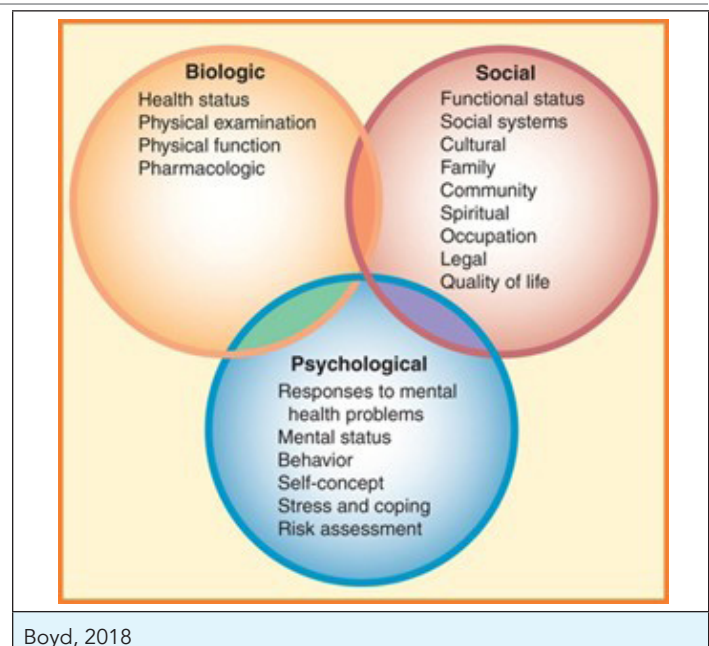 Biologic
Health status
Physical examination
Physical function
Pharmacologic
Social
Functional status
Social systems
Cultural
Family
Community
Spiritual
Occupation
Legal
Quality of life
Psychological
Responses to mental
health problems
Mental status
Behavior
Self-concept
Stress and coping
Risk assessment
Boyd, 2018